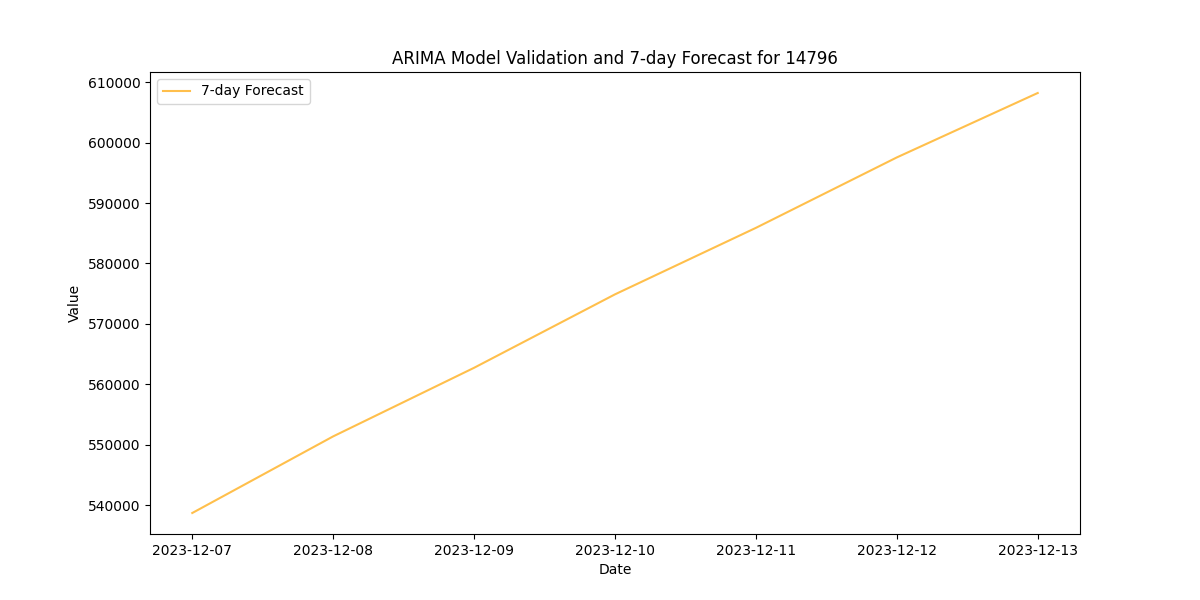 ARIMA Model Validation and 7-day Forecast for 14796
7-day Forecast
610000
600000
590000
580000
570000
560000
550000
540000
Value
2023-12-07 2023-12-08 2023-12-09 2023-12-10 2023-12-11 2023-12-12 2023-12-13
Date